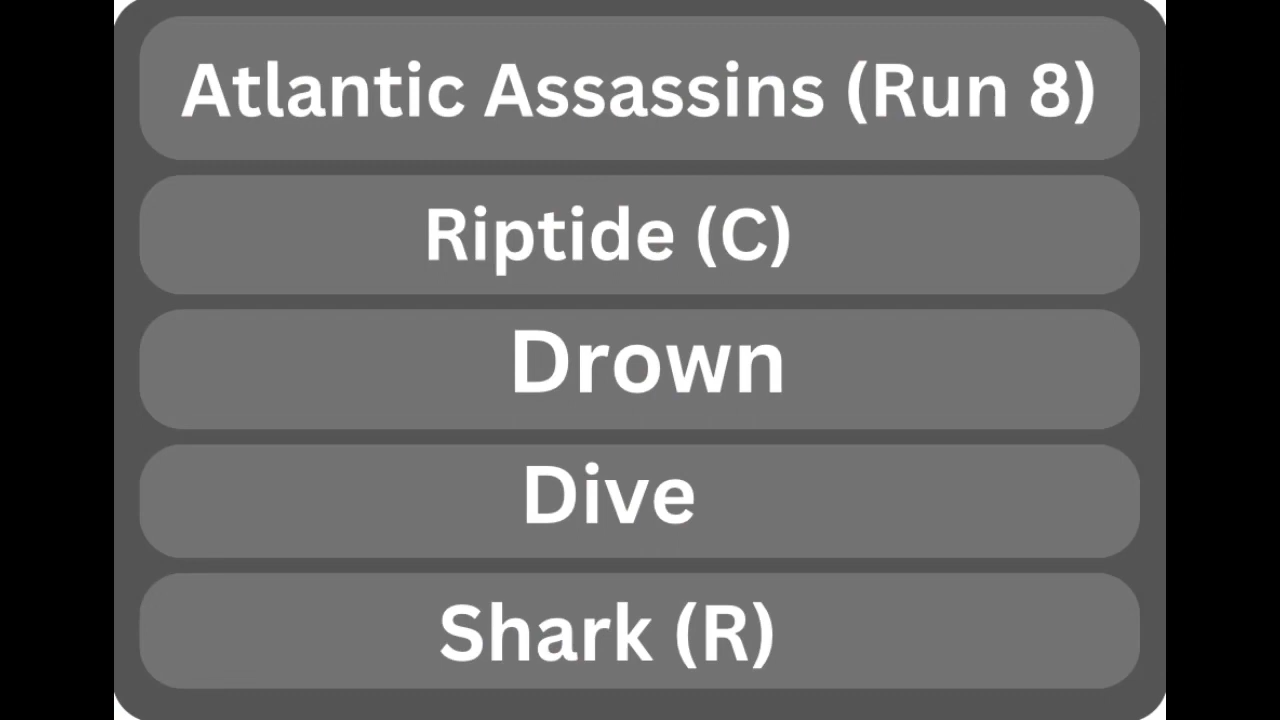 Atlantic Assassins (Run 8)
Riptide (C)
Drown
Dive
Shark (R)